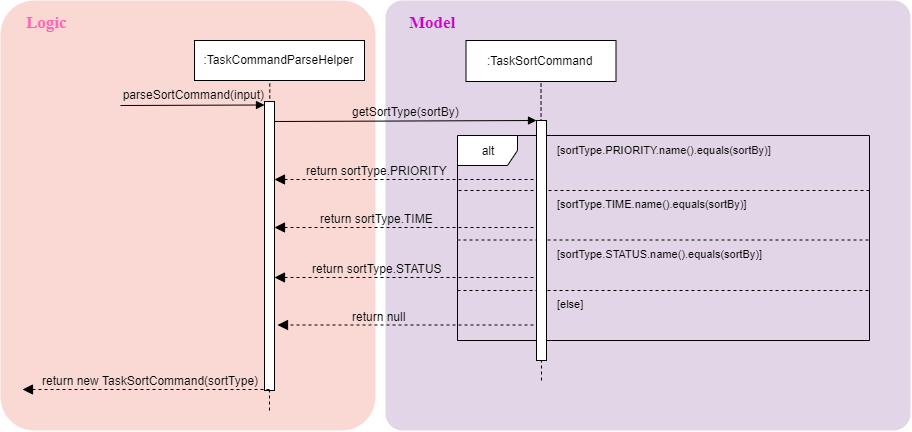 Logic
Model
:TaskCommandParseHelper
:TaskSortCommand
parseSortCommand(input)
getSortType(sortBy)
alt
[sortType.PRIORITY.name().equals(sortBy)]
return sortType.PRIORITY
[sortType.TIME.name().equals(sortBy)]
return sortType.TIME
[sortType.STATUS.name().equals(sortBy)]
return sortType.STATUS
[else]
return null
return new TaskSortCommand(sortType)